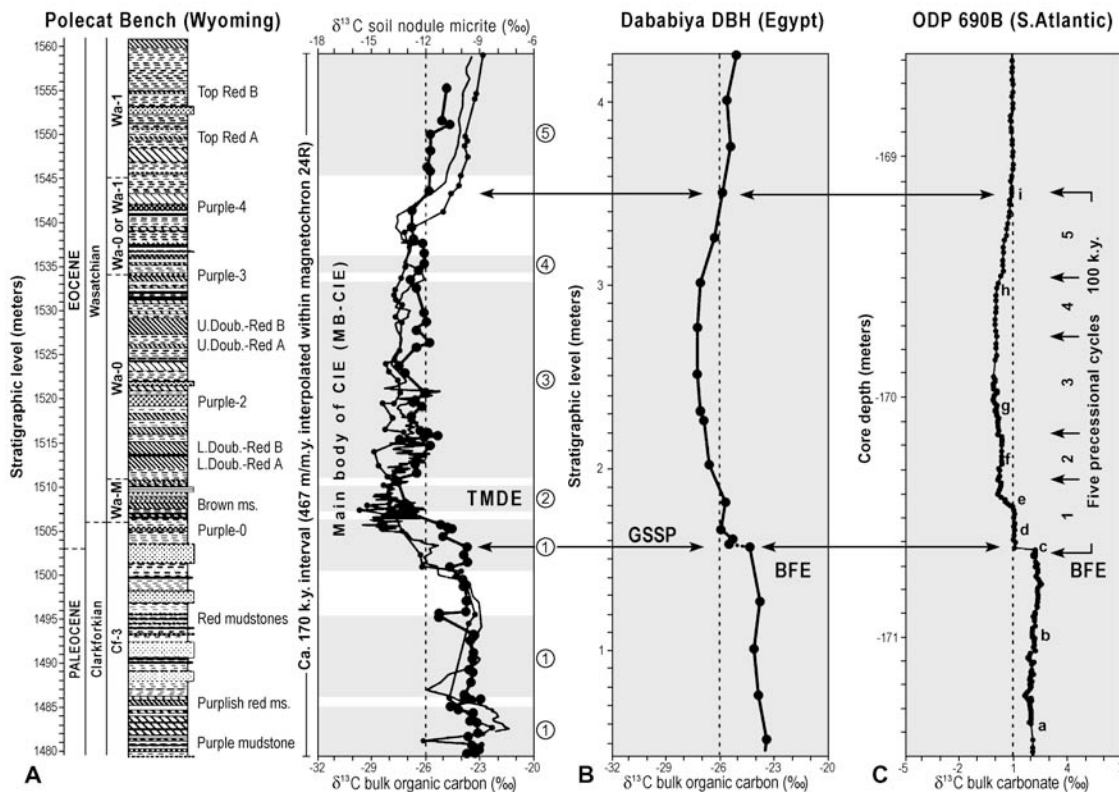 Polecat Bench (Wyoming)
δ13C soil nodule micrite (‰)
-18 -15 -12 -9 -6
Dababiya DBH (Egypt)
ODP 690B (S.Atlantic)
Stratigraphic level (meters)
1560
1555
1550
1545
1540
1535
1530
1525
1520
1515
1510
1505
1500
1495
1490
1485
1480
PALEOCENE EOCENE
Clarkforkian Wasatchian
Cf-3
Wa-M
Wa-0
Wa-0 or Wa-1
Wa-1
Top Red B
Top Red A
Purple-4
Purple-3
U.Doub.-Red B
U.Doub.-Red A
Purple-2
L.Doub.-Red B
L.Doub.-Red A
Brown ms.
Purple-0
Red mudstones
Purplish red ms.
Purple mudstone
Ca. 170 k.y. interval (467 m/m.y. interpolated within magnetochron 24R)
Main body of CIE (MB-CIE)
TMDE
5
4
3
2
1
1
1
A
-32 -29 -26 -23 -20
δ13C bulk organic carbon (‰)
Stratigraphic level (meters)
4
3
2
1
GSSP
BFE
B
-32 -29 -26 -23 -20
δ13C bulk organic carbon (‰)
Core depth (meters)
-169
-170
-171
i
h
g
f
e
d
c
b
a
5
4
3
2
1
Five precessional cycles 100 k.y.
BFE
C
-5 -2 1 4 7
δ13C bulk carbonate (‰)